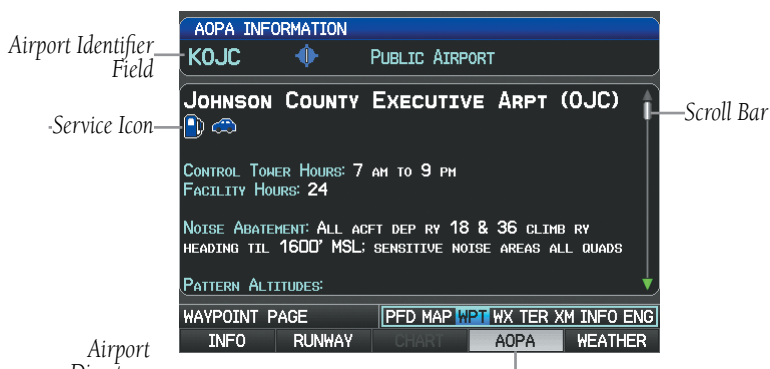 AOPA INFORMATION
Airport Identifier Field
KOJC PUBLIC AIRPORT
JOHNSON COUNTY EXECUTIVE ARPT (OJC)
Scroll Bar
Service Icon
CONTROL TOWER HOURS: 7 AM TO 9 PM
FACILITY HOURS: 24
NOISE ABATEMENT: ALL ACFT DEP RY 18 & 36 CLIMB RY
HEADING TIL 1600' MSL; SENSITIVE NOISE AREAS ALL QUADS
PATTERN ALTITUDES:
WAYPOINT PAGE PFD MAP WPT WX TER XM INFO ENG
INFO RUNWAY CHART AOPA WEATHER
Airport